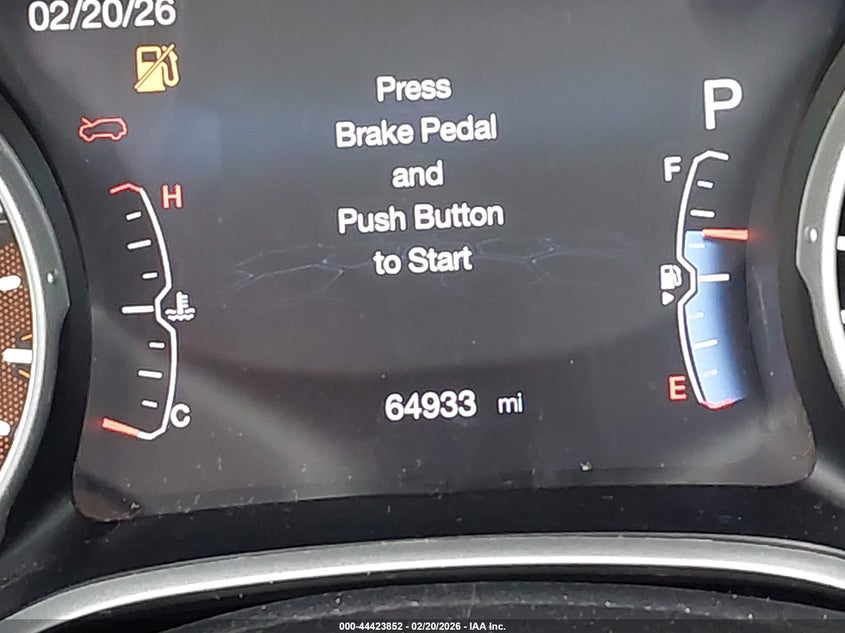 02/20/26
Press
Brake Pedal
and
Push Button
to Start
P
H
F
C
E
64933 mi
000-44423852 - 02/20/2026 - IAA Inc.